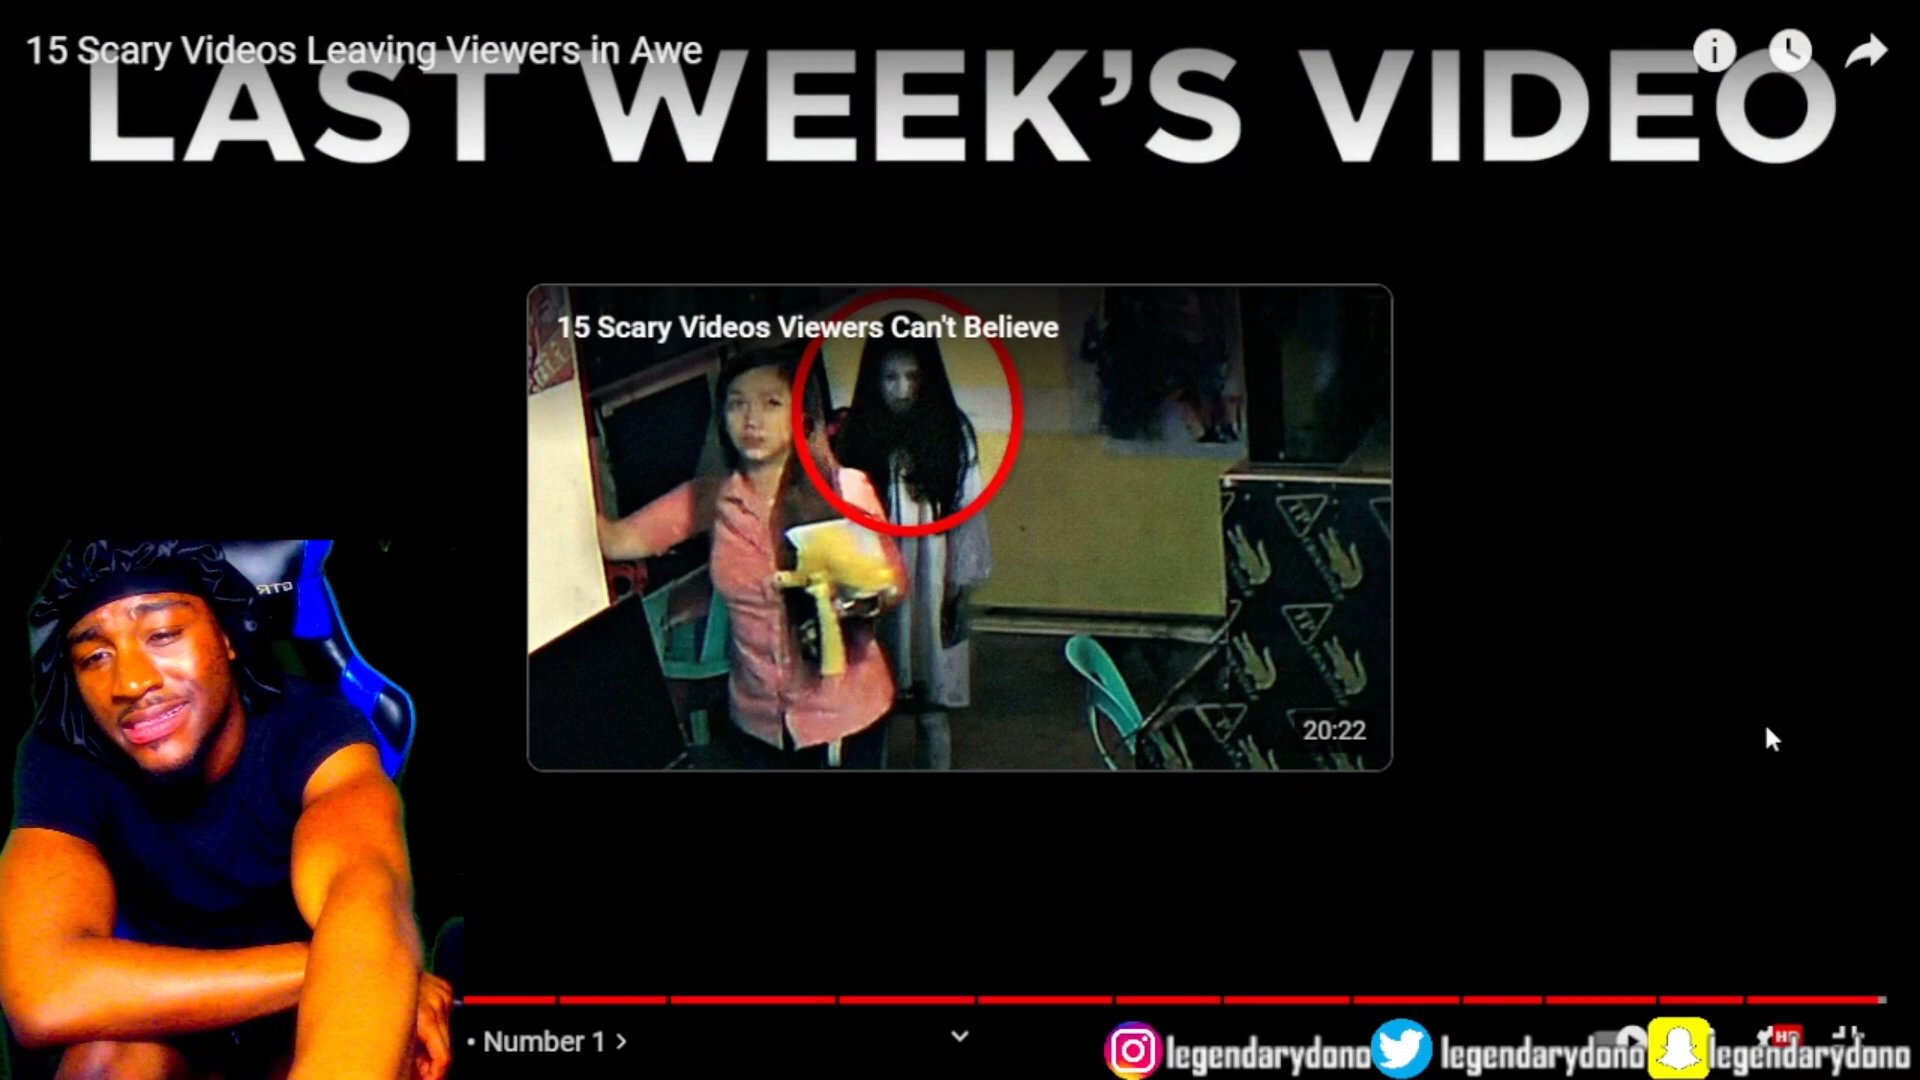 15 Scary Videos Leaving Viewers in Awe
LAST WEEK'S VIDEO
15 Scary Videos Viewers Can't Believe
20:22
• Number 1 >
HD
legendarydono
legendarydono
legendarydono